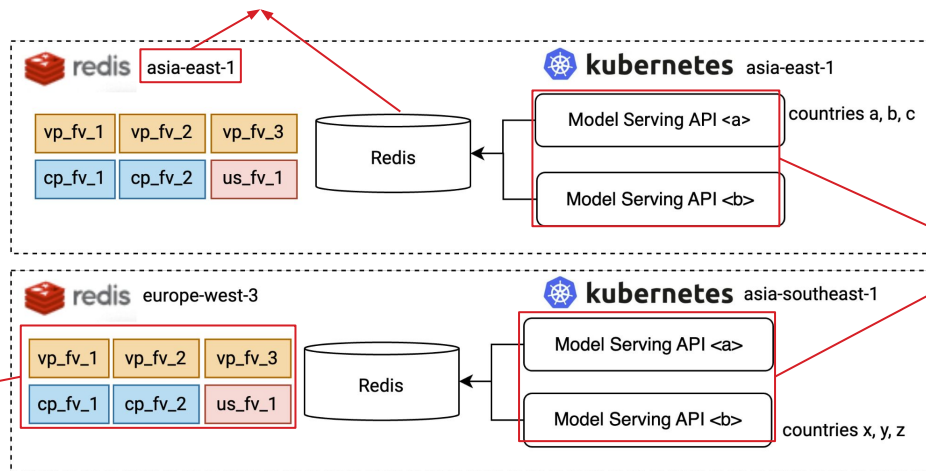 redis asia-east-1 kubernetes asia-east-1
vp_fv_1 vp_fv_2 vp_fv_3
cp_fv_1 cp_fv_2 us_fv_1
Redis
Model Serving API <a>
Model Serving API <b>
countries a, b, c
redis europe-west-3 kubernetes asia-southeast-1
vp_fv_1 vp_fv_2 vp_fv_3
cp_fv_1 cp_fv_2 us_fv_1
Redis
Model Serving API <a>
Model Serving API <b>
countries x, y, z